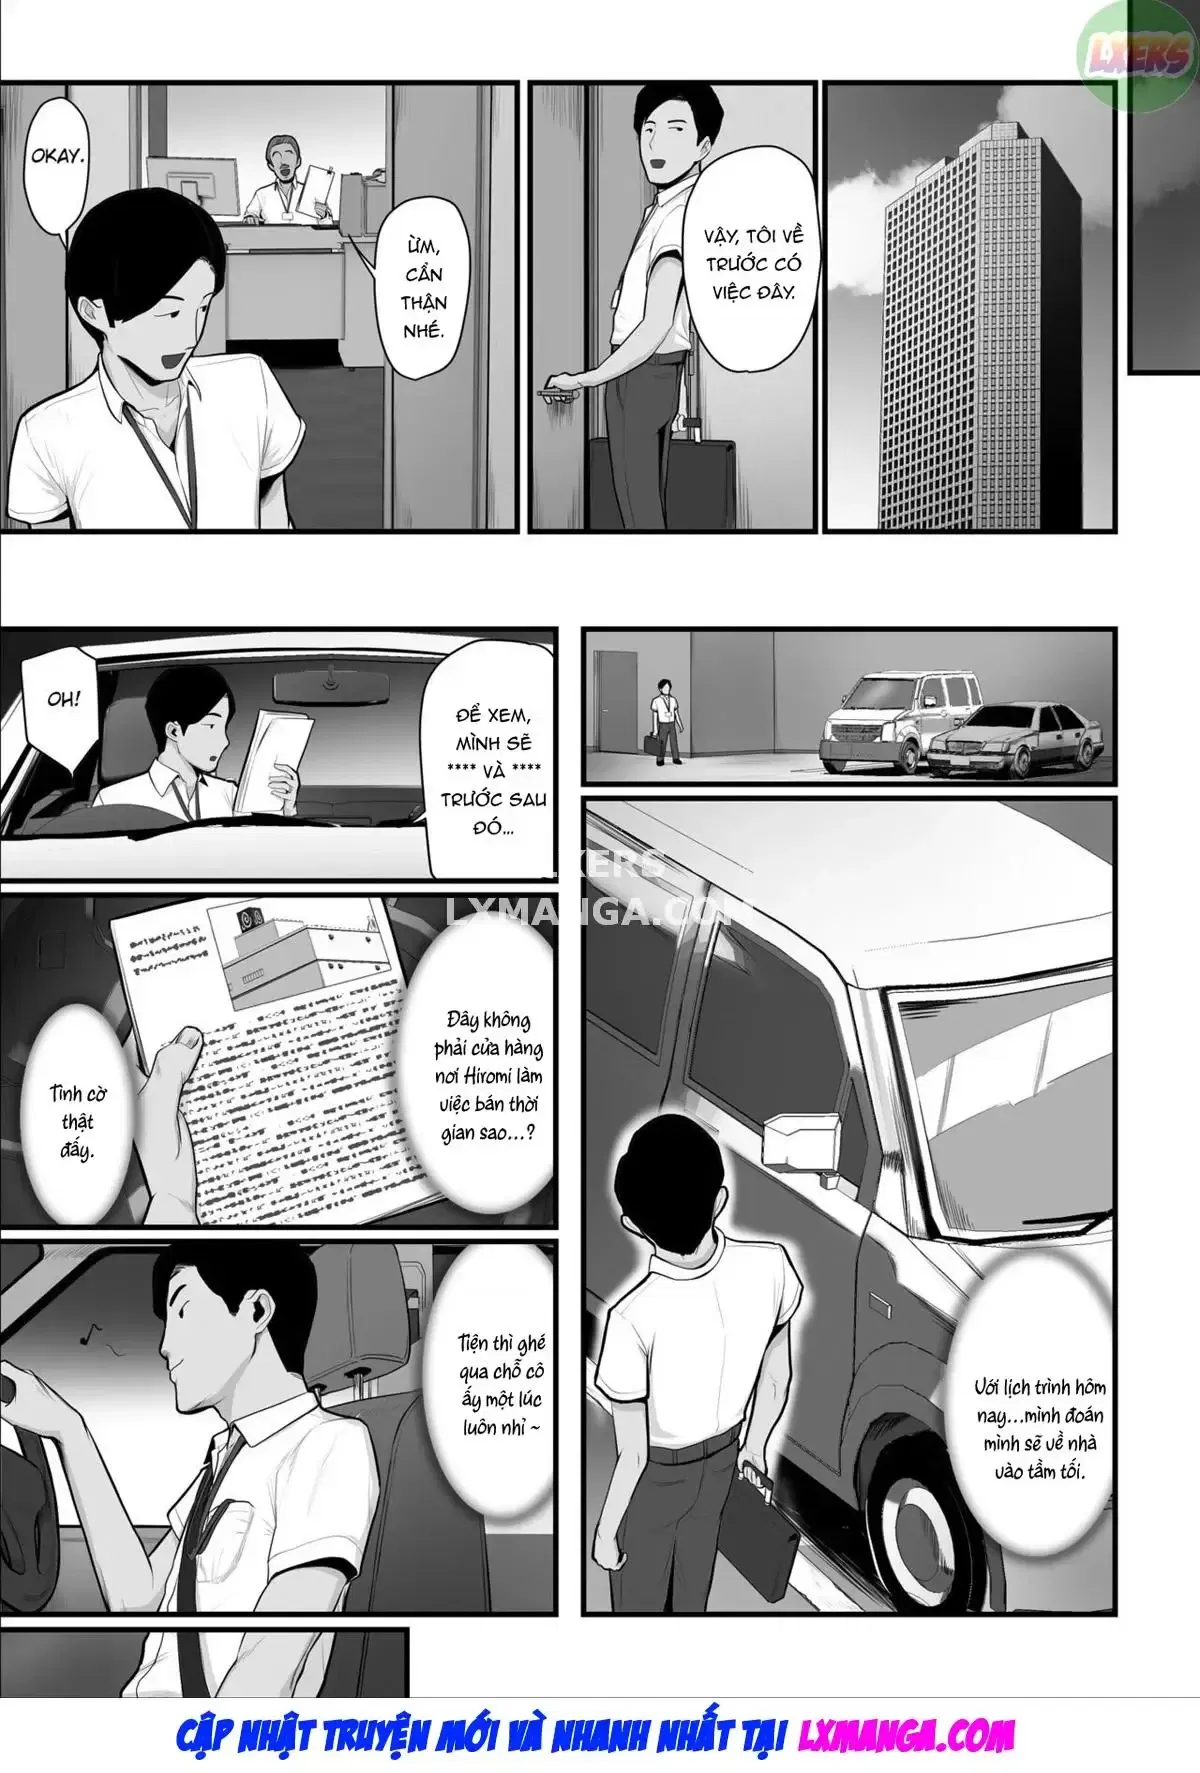 LXERS
VẬY, TÔI VỀ
TRƯỚC CÓ
VIỆC ĐÂY.
ỪM,
CẨN
THẬN
NHÉ.
OKAY.
Với lịch trình hôm
nay...mình đoán
mình sẽ về nhà
vào tầm tối.
ĐỂ XEM,
MÌNH SẼ
**** VÀ ****
TRƯỚC SAU
ĐÓ...
OH!
LXERS
LXMANGA.COM
Đây không
phải cửa hàng
nơi Hiromi làm
việc bán thời
gian sao...?
Tình cờ
thật
đấy.
Tiện thì ghé
qua chỗ cô
ấy một lúc
luôn nhỉ ~
CẬP NHẬT TRUYỆN MỚI VÀ NHANH NHẤT TẠI LXMANGA.COM